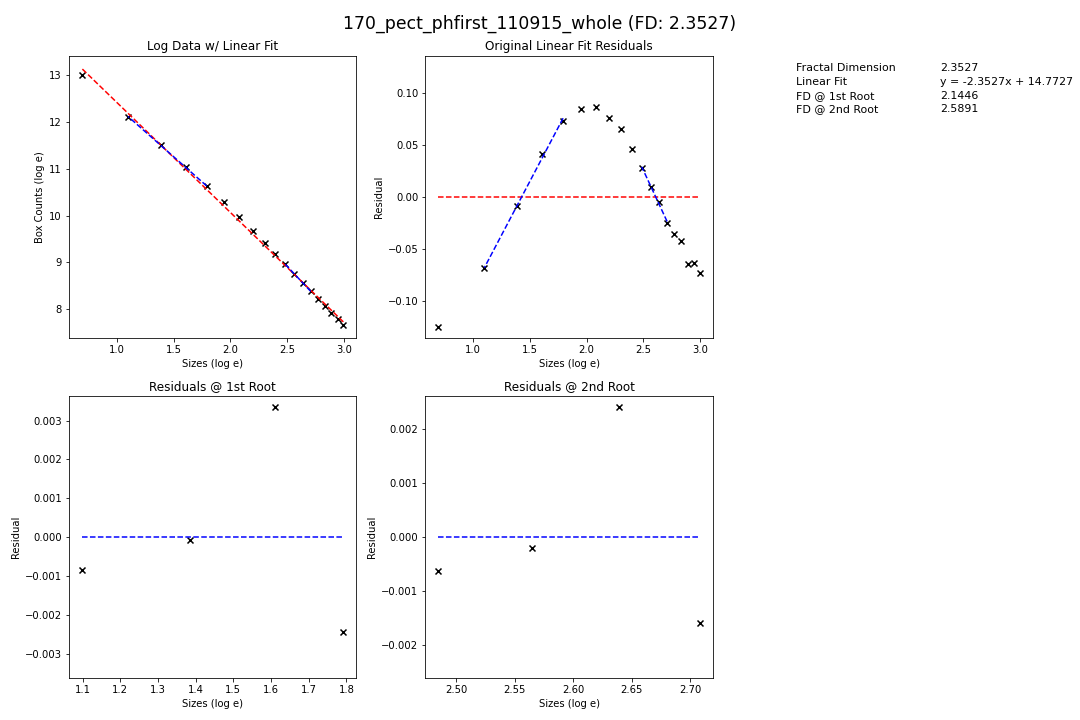 170_pect_phfirst_110915_whole (FD: 2.3527)
Log Data w/ Linear Fit
13
12
11
10
9
8
Box Counts (log e)
1.0 1.5 2.0 2.5 3.0
Sizes (log e)
Original Linear Fit Residuals
0.10
0.05
0.00
−0.05
−0.10
Residual
1.0 1.5 2.0 2.5 3.0
Sizes (log e)
Fractal Dimension 2.3527
Linear Fit y = -2.3527x + 14.7727
FD @ 1st Root 2.1446
FD @ 2nd Root 2.5891
Residuals @ 1st Root
0.003
0.002
0.001
0.000
−0.001
−0.002
−0.003
Residual
1.1 1.2 1.3 1.4 1.5 1.6 1.7 1.8
Sizes (log e)
Residuals @ 2nd Root
0.002
0.001
0.000
−0.001
−0.002
Residual
2.50 2.55 2.60 2.65 2.70
Sizes (log e)